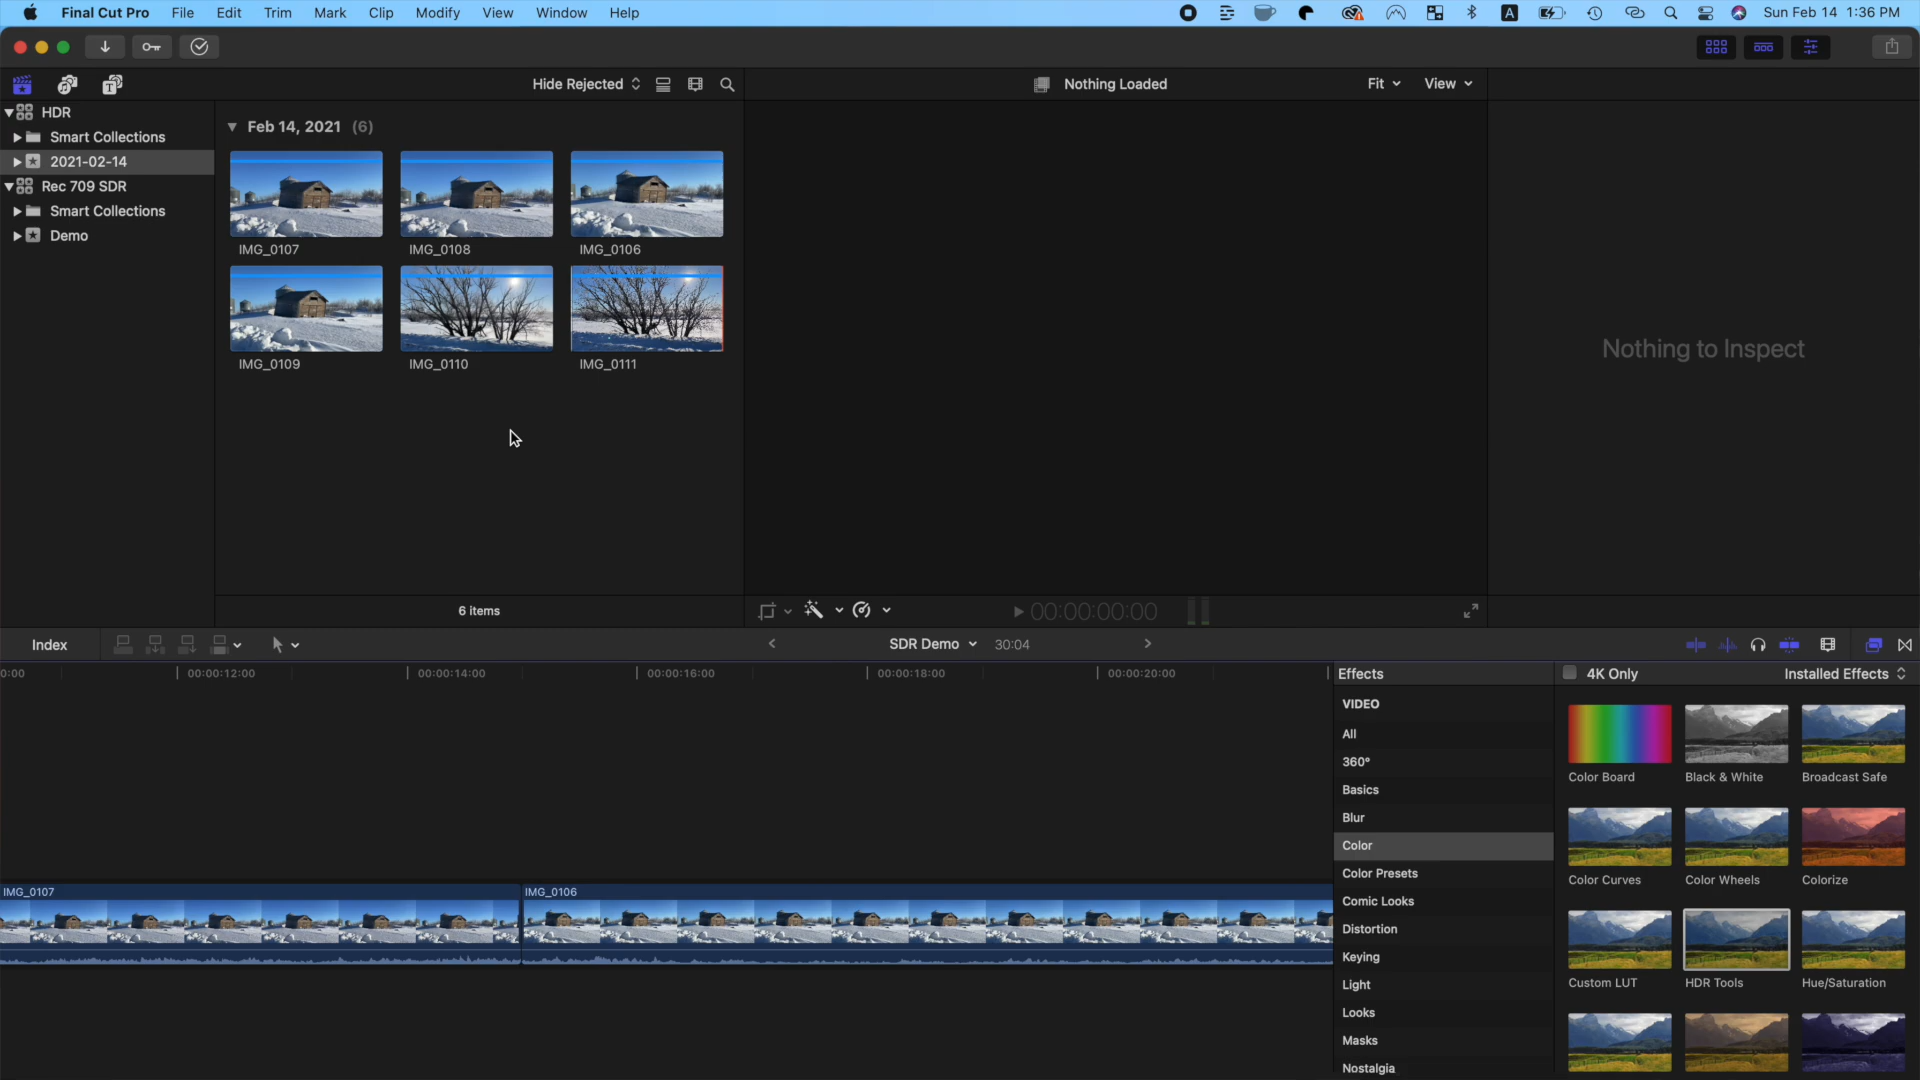 Final Cut Pro File Edit Trim Mark Clip Modify View Window Help
A
Sun Feb 14 1:36 PM
Hide Rejected
Nothing Loaded
Fit
View
T
HDR
Smart Collections
2021-02-14
Rec 709 SDR
Smart Collections
Demo
Feb 14, 2021 (6)
IMG_0107
IMG_0108
IMG_0106
IMG_0109
IMG_0110
IMG_0111
Nothing to Inspect
6 items
00:00:00:00
Index
SDR Demo
30:04
0:00
00:00:12:00
00:00:14:00
00:00:16:00
00:00:18:00
00:00:20:00
IMG_0107
IMG_0106
Effects
4K Only
Installed Effects
VIDEO
All
360°
Basics
Blur
Color
Color Presets
Comic Looks
Distortion
Keying
Light
Looks
Masks
Nostalgia
Color Board
Black & White
Broadcast Safe
Color Curves
Color Wheels
Colorize
Custom LUT
HDR Tools
Hue/Saturation